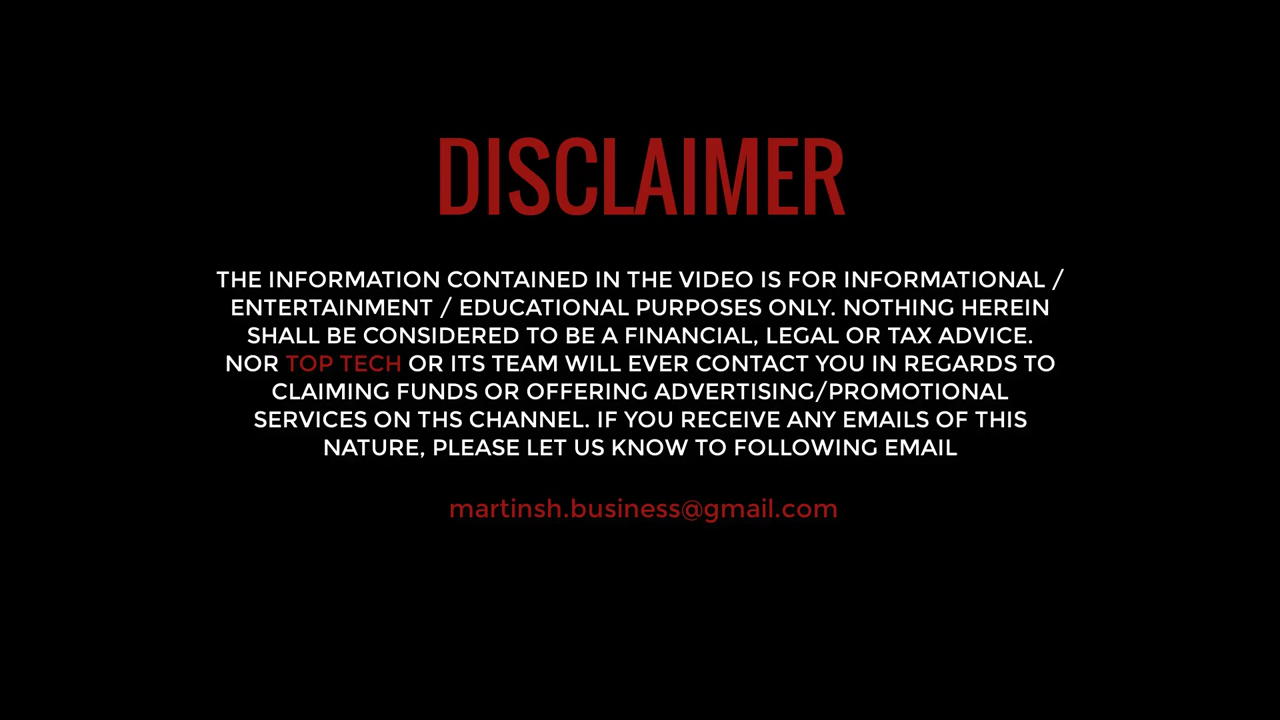 DISCLAIMER
THE INFORMATION CONTAINED IN THE VIDEO IS FOR INFORMATIONAL /
ENTERTAINMENT / EDUCATIONAL PURPOSES ONLY. NOTHING HEREIN
SHALL BE CONSIDERED TO BE A FINANCIAL, LEGAL OR TAX ADVICE.
NOR TOP TECH OR ITS TEAM WILL EVER CONTACT YOU IN REGARDS TO
CLAIMING FUNDS OR OFFERING ADVERTISING/PROMOTIONAL
SERVICES ON THS CHANNEL. IF YOU RECEIVE ANY EMAILS OF THIS
NATURE, PLEASE LET US KNOW TO FOLLOWING EMAIL
martinsh.business@gmail.com